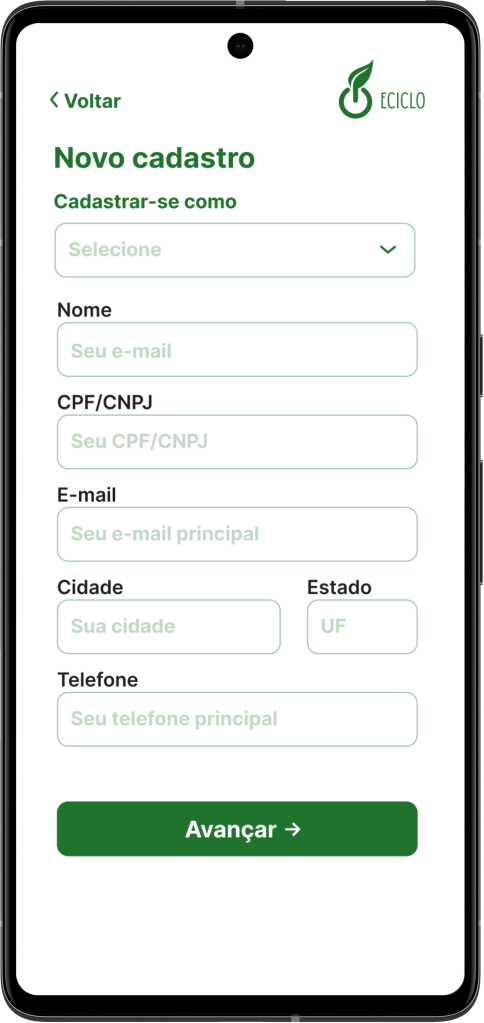 Voltar
ECICLO
Novo cadastro
Cadastrar-se como
Selecione
Nome
Seu e-mail
CPF/CNPJ
Seu CPF/CNPJ
E-mail
Seu e-mail principal
Cidade Estado
Sua cidade UF
Telefone
Seu telefone principal
Avançar →